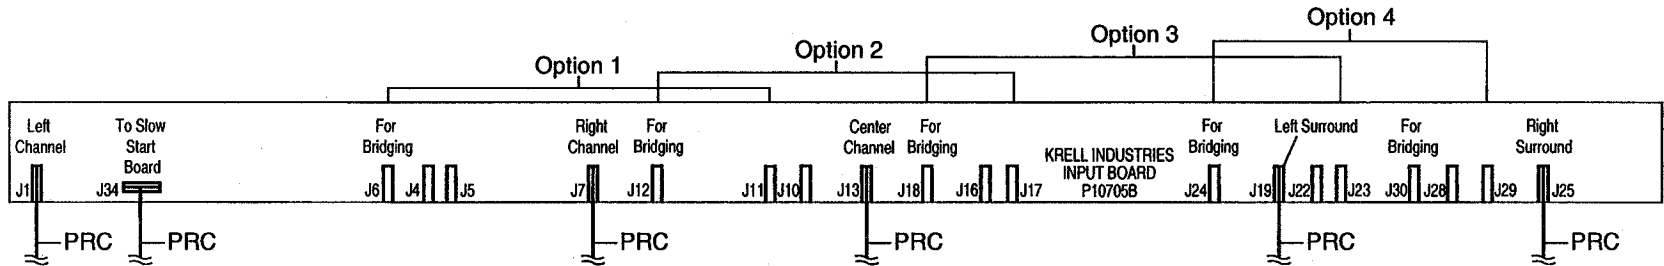 Option 1
Option 2
Option 3
Option 4
Left
Channel
To Slow
Start
Board
For
Bridging
Right
Channel
For
Bridging
Center
Channel
For
Bridging
KRELL INDUSTRIES
INPUT BOARD
P10705B
For
Bridging
Left Surround
For
Bridging
Right
Surround
J1
J34
J6
J4
J5
J7
J12
J11
J10
J13
J18
J16
J17
J24
J19
J22
J23
J30
J28
J29
J25
PRC
PRC
PRC
PRC
PRC
PRC